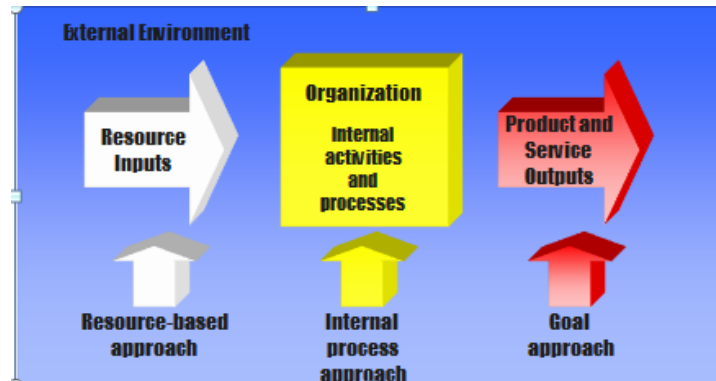 External Environment
Resource
Inputs
Organization
Internal
activities
and
processes
Product and
Service
Outputs
Resource-based
approach
Internal
process
approach
Goal
approach